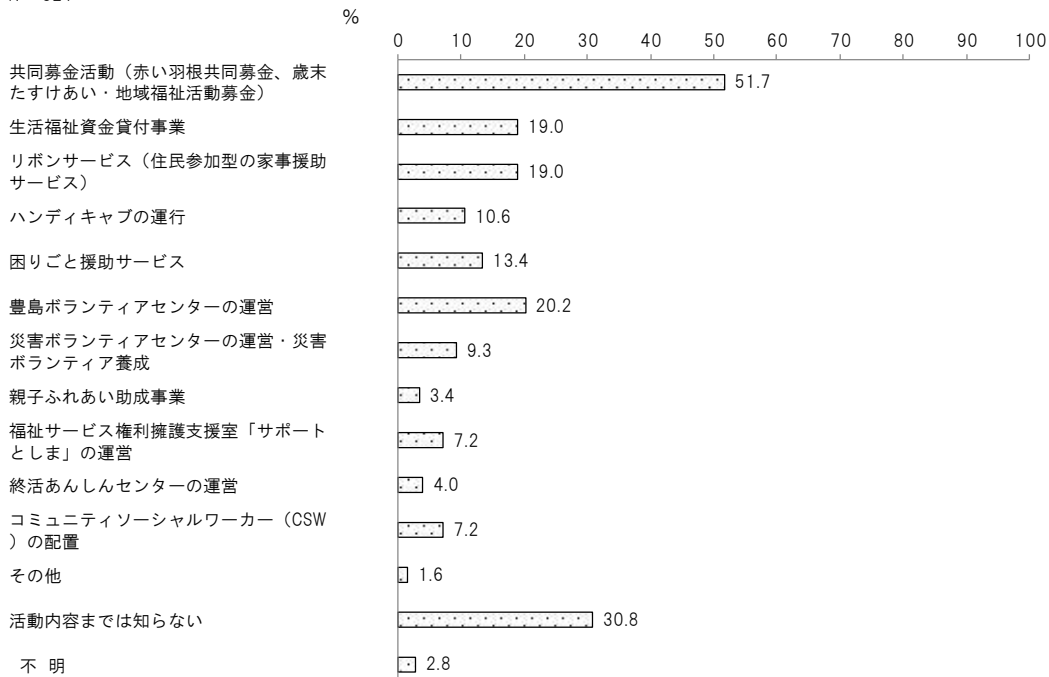 %
0 10 20 30 40 50 60 70 80 90 100
共同募金活動（赤い羽根共同募金、歳末
たすけあい・地域福祉活動募金）
51.7
生活福祉資金貸付事業
19.0
リボンサービス（住民参加型の家事援助
サービス）
19.0
ハンディキャブの運行
10.6
困りごと援助サービス
13.4
豊島ボランティアセンターの運営
20.2
災害ボランティアセンターの運営・災害
ボランティア養成
9.3
親子ふれあい助成事業
3.4
福祉サービス権利擁護支援室「サポート
としま」の運営
7.2
終活あんしんセンターの運営
4.0
コミュニティソーシャルワーカー（CSW
）の配置
7.2
その他
1.6
活動内容までは知らない
30.8
不 明
2.8